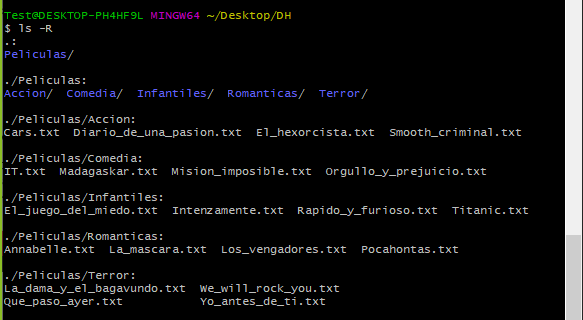 Test@DESKTOP-PH4HF9L MINGW64 ~/Desktop/DH
$ ls -R
.:
Peliculas/
./Peliculas:
Accion/  Comedia/  Infantiles/  Romanticas/  Terror/
./Peliculas/Accion:
Cars.txt  Diario_de_una_pasion.txt  El_hexorcista.txt  Smooth_criminal.txt
./Peliculas/Comedia:
IT.txt  Madagaskar.txt  Mision_imposible.txt  Orgullo_y_prejuicio.txt
./Peliculas/Infantiles:
El_juego_del_miedo.txt  Intenzamente.txt  Rapido_y_furioso.txt  Titanic.txt
./Peliculas/Romanticas:
Annabelle.txt  La_mascara.txt  Los_vengadores.txt  Pocahontas.txt
./Peliculas/Terror:
La_dama_y_el_bagavundo.txt  We_will_rock_you.txt
Que_paso_ayer.txt           Yo_antes_de_ti.txt